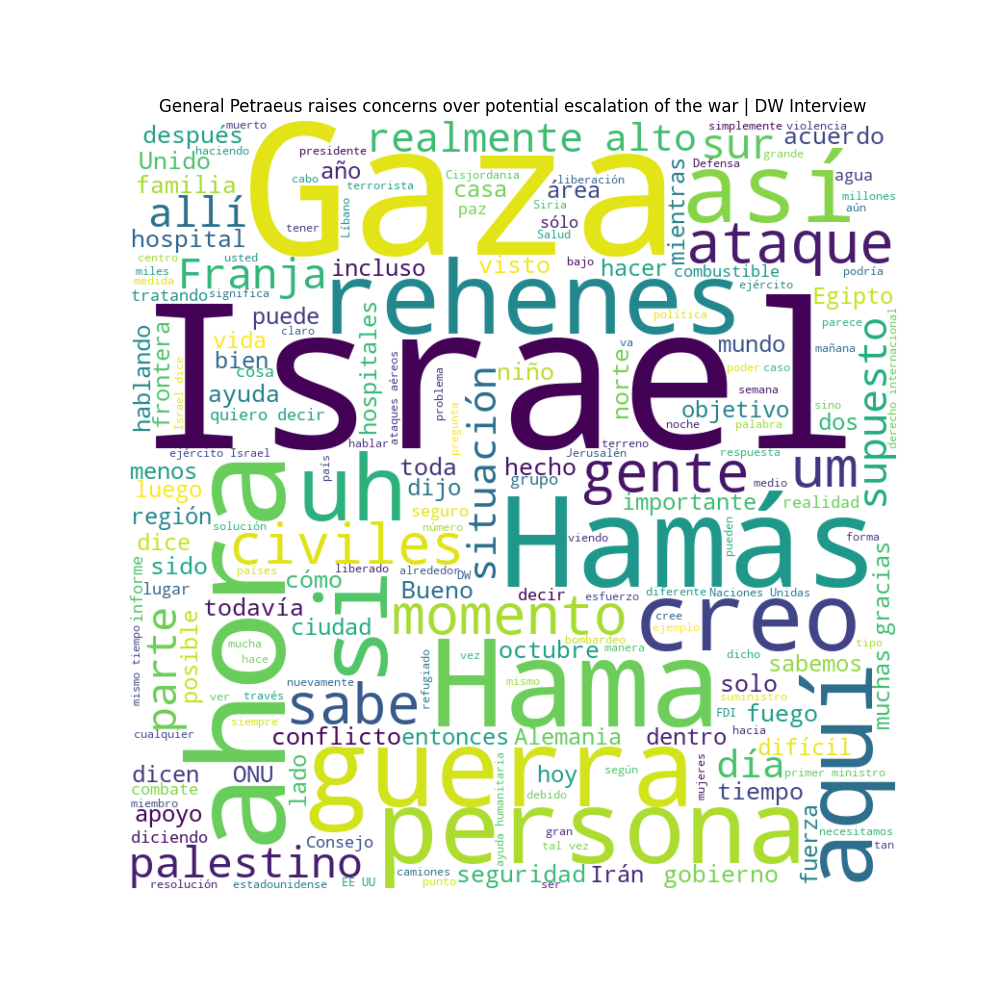 General Petraeus raises concerns over potential escalation of the war | DW Interview
después
muerto
haciendo
Unido
familia
allí
hospital
presidente
año
cabo
terrorista
Líbano
tener
Gaza
realmente alto
Cisjordania
casa
paz
liberación
área
Siria
sólo
Salud
bajo
mientras
simplemente
violencia
sur
acuerdo
grande
Defensa
agua
millones
aún
así
ataque
centro
usted
miles
medida
Franja
incluso
visto
hacer
combustible
podría
tratando
significa
rehenes
ejército
Egipto
puede
claro
política
parece
mañana
hablando
frontera
vida
bien
cosa
Israel dice
ayuda
quiero decir
hospitales
ataques aéreos
problema
Israel
niño
norte
va
mundo
poder
caso
semana
objetivo
sino
noche
palabra
dos
supuesto
derecho internacional
pregunta
situación
ejército Israel
país
hablar
toda
hecho
Jerusalén
terreno
respuesta
menos
luego
región
uh
dijo
grupo
gente
medio
um
importante
realidad
solución
seguro
número
dice
civiles
viendo
Hamás
pueden
forma
sido
países
liberado
alrededor
DW
lugar
cómo
Bueno
decir
esfuerzo
diferente
Naciones Unidas
informe
todavía
si
momento
cree
ejemplo
creo
gracias
muchas
ciudad
parte
posible
mucha
hace
bombardeo
octubre
manera
vez
dicho
tipo
sabemos
mismo tiempo
ahora
nuevamente
refugiado
mismo
Hama
solo
suministro
ver
través
siempre
sabe
FDI
fuego
aquí
cualquier
conflicto
entonces
Alemania
dentro
hacia
difícil
dicen
ONU
lado
guerra
hoy
según
mujeres
día
primer ministro
combate
miembro
debido
tiempo
apoyo
ayuda humanitaria
persona
fuerza
diciendo
Consejo
gran
tal vez
necesitamos
tan
palestino
camiones
seguridad
Irán
gobierno
resolución
estadounidense
EE UU
punto
ser